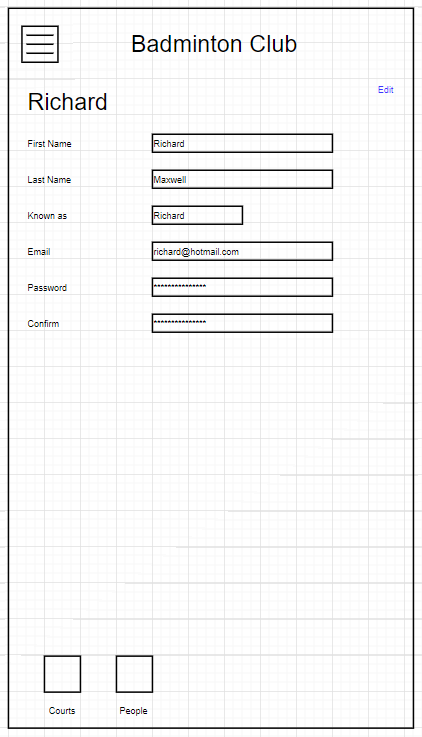 Badminton Club
Edit
Richard
First Name Richard
Last Name Maxwell
Known as Richard
Email richard@hotmail.com
Password ***************
Confirm ***************
Courts People